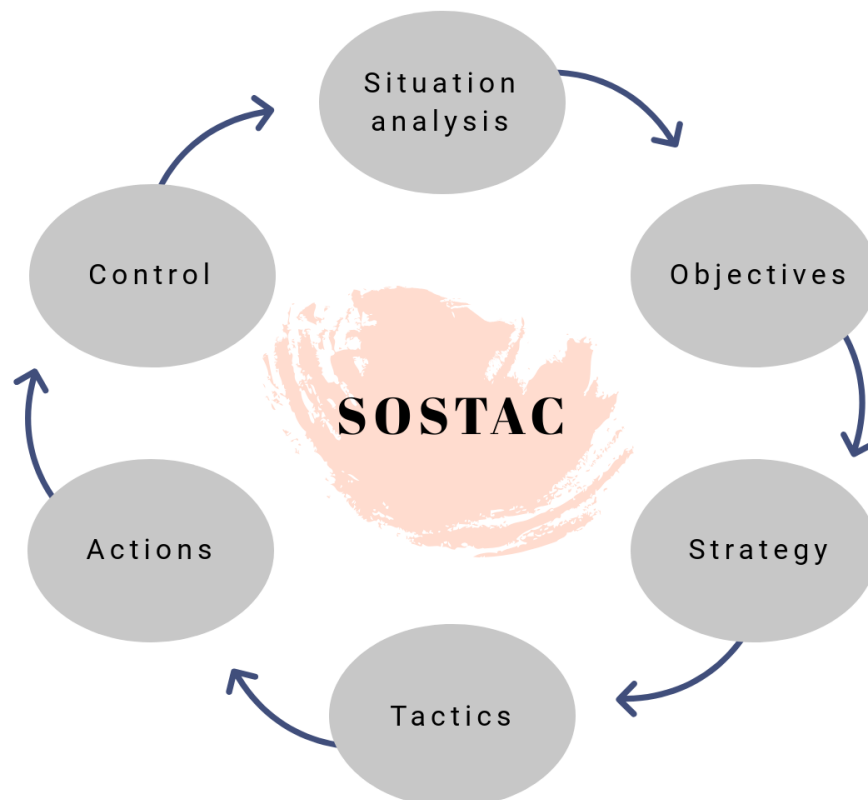 Situation
analysis
Objectives
Strategy
Tactics
Actions
Control
SOSTAC